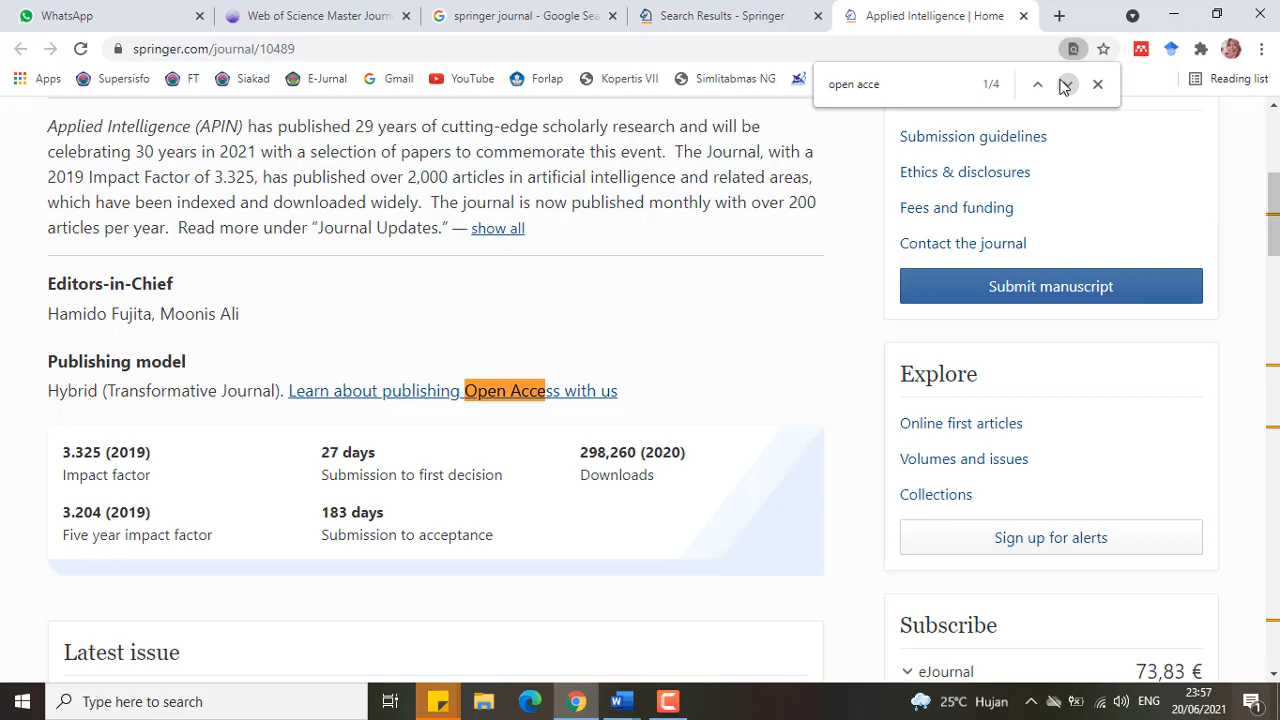 WhatsApp
Web of Science Master Journ
springer journal - Google Sea
Search Results - Springer
Applied Intelligence | Home
springer.com/journal/10489
Apps
Supersisfo
FT
Siakad
E-Jurnal
Gmail
YouTube
Forlap
Kopertis VII
Simlitabmas NG
Reading list
open acce
1/4
Applied Intelligence (APIN) has published 29 years of cutting-edge scholarly research and will be
celebrating 30 years in 2021 with a selection of papers to commemorate this event. The Journal, with a
2019 Impact Factor of 3.325, has published over 2,000 articles in artificial intelligence and related areas,
which have been indexed and downloaded widely. The journal is now published monthly with over 200
articles per year. Read more under “Journal Updates.” — show all
Editors-in-Chief
Hamido Fujita, Moonis Ali
Publishing model
Hybrid (Transformative Journal). Learn about publishing Open Access with us
3.325 (2019)
Impact factor
27 days
Submission to first decision
298,260 (2020)
Downloads
3.204 (2019)
Five year impact factor
183 days
Submission to acceptance
Latest issue
Submission guidelines
Ethics & disclosures
Fees and funding
Contact the journal
Submit manuscript
Explore
Online first articles
Volumes and issues
Collections
Sign up for alerts
Subscribe
eJournal
73,83 €
Type here to search
25°C Hujan
ENG
23:57
20/06/2021
1